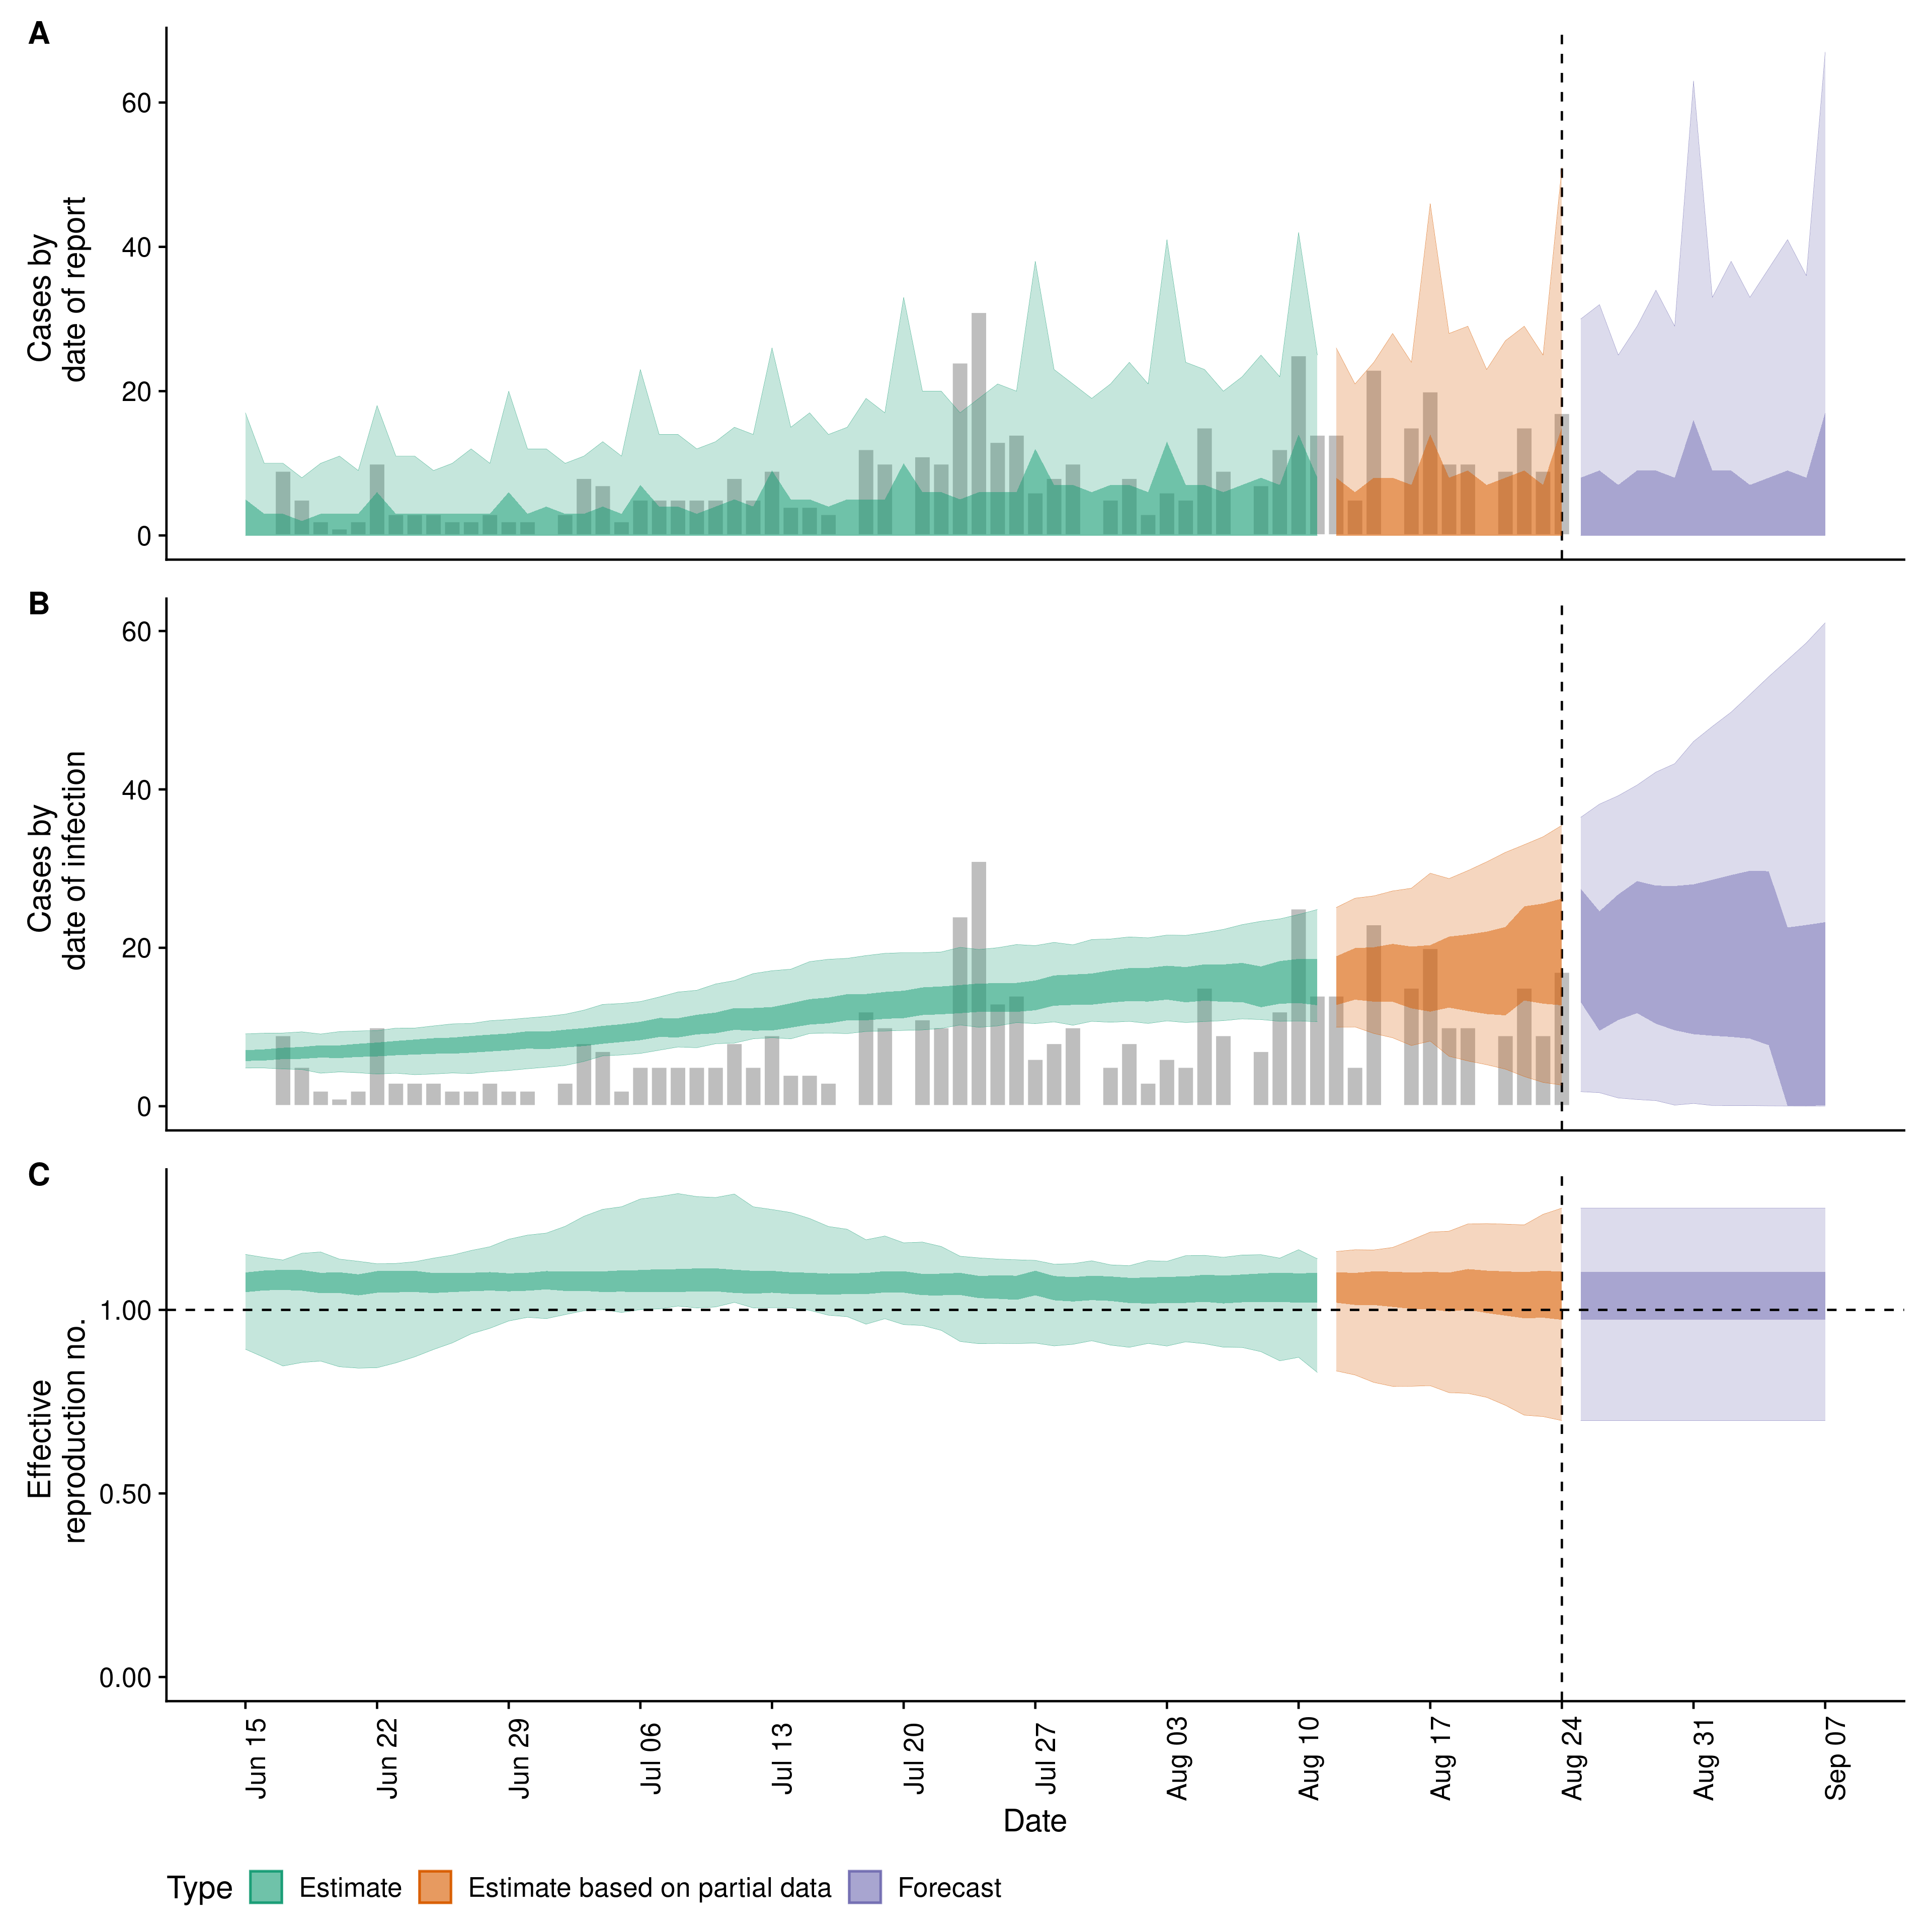 A
Cases by
date of report
60
40
20
0
B
Cases by
date of infection
60
40
20
0
C
Effective
reproduction no.
1.00
0.50
0.00
Jun 15
Jun 22
Jun 29
Jul 06
Jul 13
Jul 20
Jul 27
Aug 03
Aug 10
Aug 17
Aug 24
Aug 31
Sep 07
Date
Type Estimate Estimate based on partial data Forecast